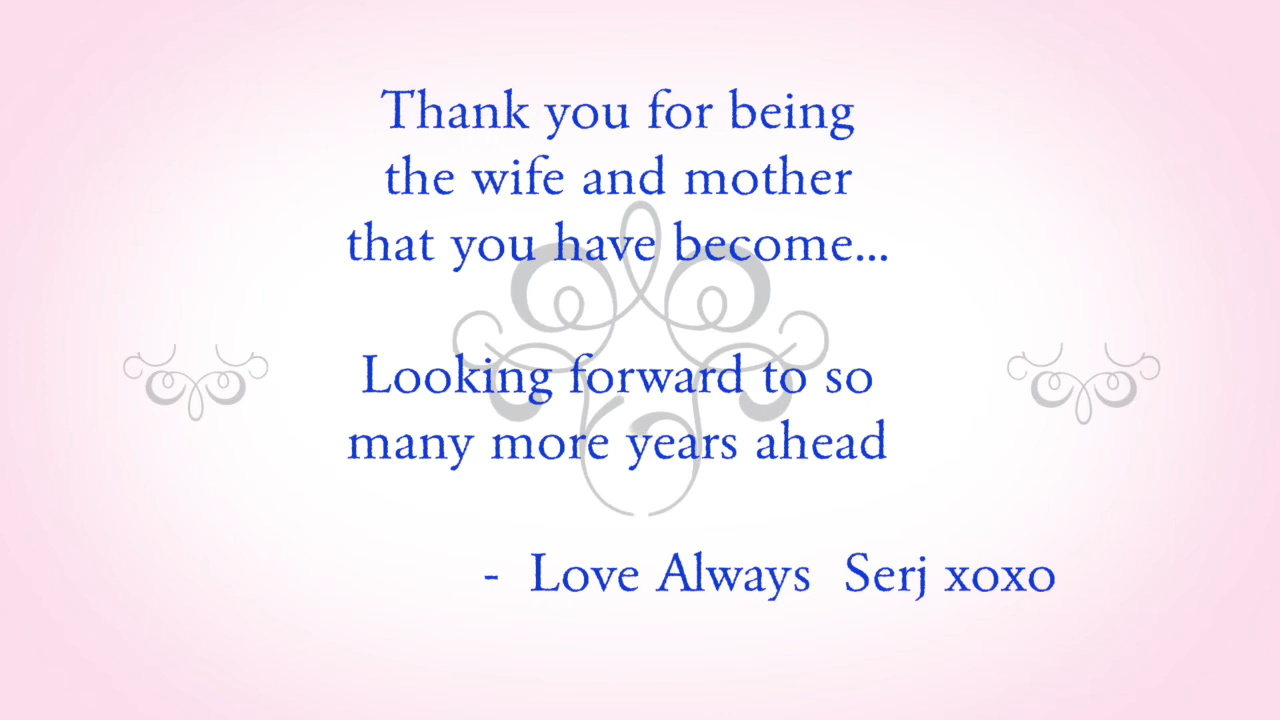 Thank you for being
the wife and mother
that you have become...
Looking forward to so
many more years ahead
- Love Always Serj xoxo